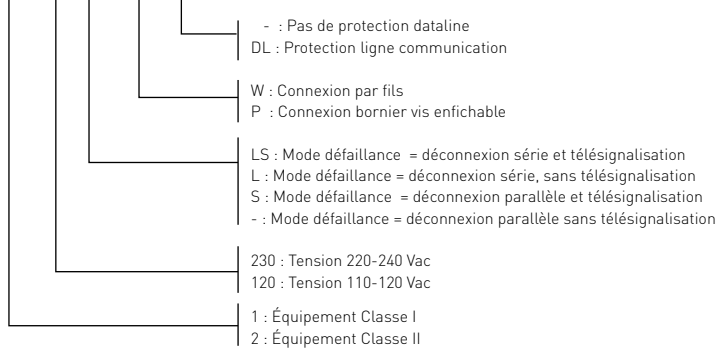 - : Pas de protection dataline
DL : Protection ligne communication
W : Connexion par fils
P : Connexion bornier vis enfichable
LS : Mode défaillance = déconnexion série et télésignalisation
L : Mode défaillance = déconnexion série, sans télésignalisation
S : Mode défaillance = déconnexion parallèle et télésignalisation
- : Mode défaillance = déconnexion parallèle sans télésignalisation
230 : Tension 220-240 Vac
120 : Tension 110-120 Vac
1 : Équipement Classe I
2 : Équipement Classe II